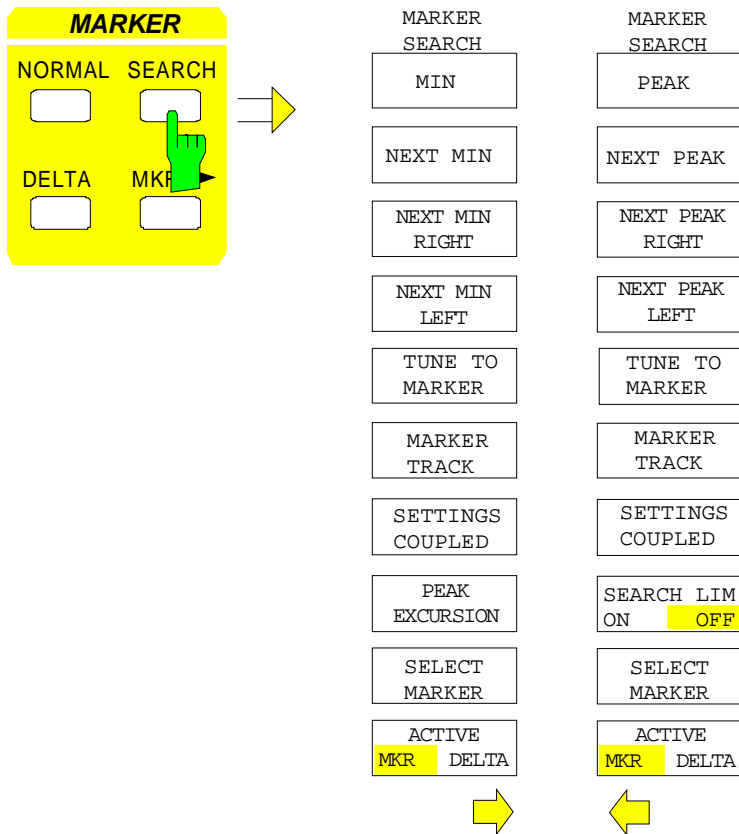 MARKER
NORMAL SEARCH
DELTA MKR
MARKER
SEARCH
MIN
NEXT MIN
NEXT MIN
RIGHT
NEXT MIN
LEFT
TUNE TO
MARKER
MARKER
TRACK
SETTINGS
COUPLED
PEAK
EXCURSION
SELECT
MARKER
ACTIVE
MKR DELTA
MARKER
SEARCH
PEAK
NEXT PEAK
NEXT PEAK
RIGHT
NEXT PEAK
LEFT
TUNE TO
MARKER
MARKER
TRACK
SETTINGS
COUPLED
SEARCH LIM
ON OFF
SELECT
MARKER
ACTIVE
MKR DELTA